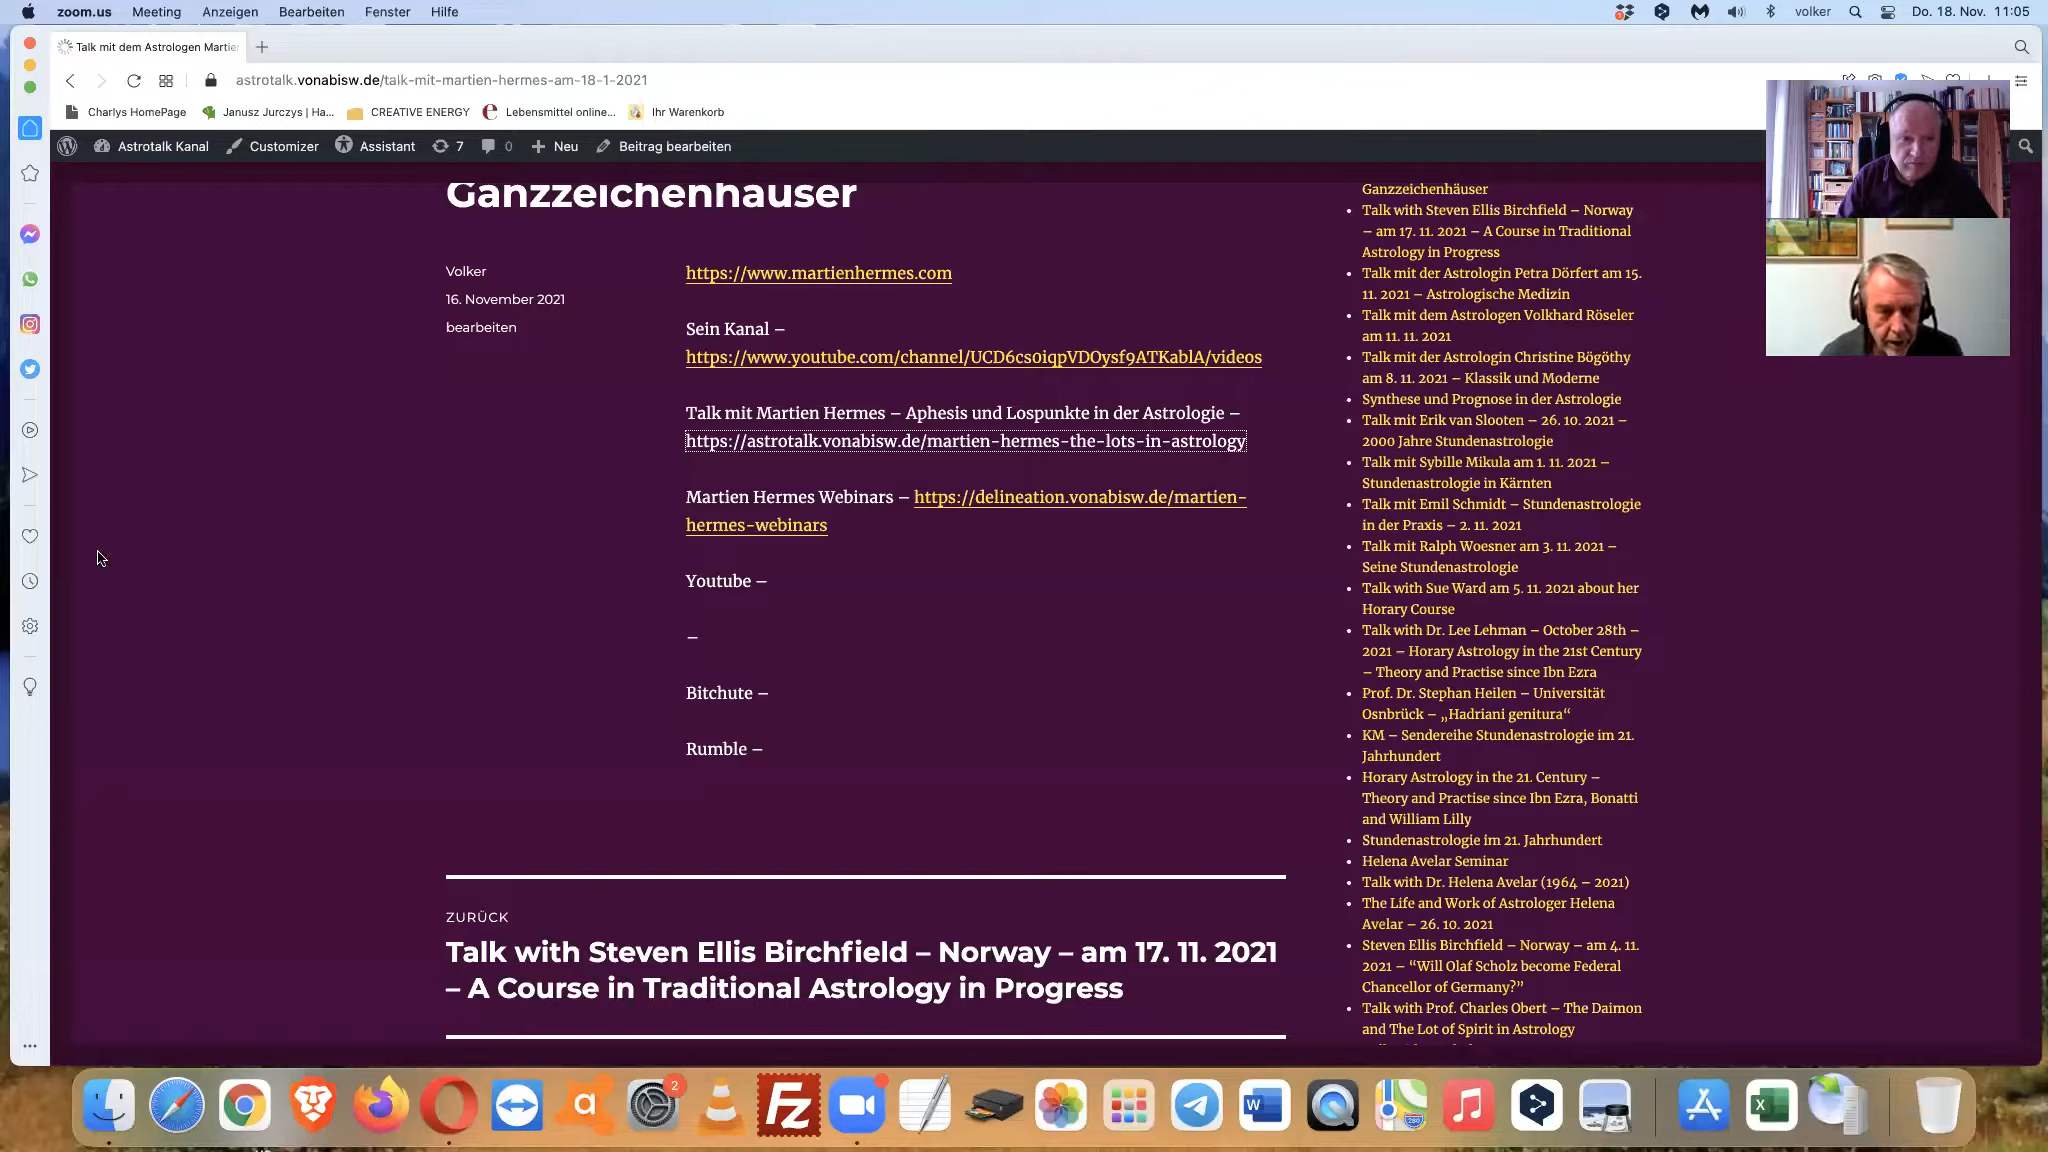 zoom.us Meeting Anzeigen Bearbeiten Fenster Hilfe
volker Do. 18. Nov. 11:05
Talk mit dem Astrologen Martie
astrotalk.vonabisw.de/talk-mit-martien-hermes-am-18-1-2021
Charlys HomePage Janusz Jurczys | Ha... CREATIVE ENERGY Lebensmittel online... Ihr Warenkorb
Astrotalk Kanal Customizer Assistant 7 0 Neu Beitrag bearbeiten
Ganzzeichenhäuser
Volker
16. November 2021
bearbeiten
https://www.martienhermes.com
Sein Kanal –
https://www.youtube.com/channel/UCD6cs0iqpVDOysf9ATKablA/videos
Talk mit Martien Hermes – Aphesis und Lospunkte in der Astrologie –
https://astrotalk.vonabisw.de/martien-hermes-the-lots-in-astrology
Martien Hermes Webinars – https://delineation.vonabisw.de/martien-
hermes-webinars
Youtube –
–
Bitchute –
Rumble –
ZURÜCK
Talk with Steven Ellis Birchfield – Norway – am 17. 11. 2021
– A Course in Traditional Astrology in Progress
Ganzzeichenhäuser
Talk with Steven Ellis Birchfield – Norway
– am 17. 11. 2021 – A Course in Traditional
Astrology in Progress
Talk mit der Astrologin Petra Dörfert am 15.
11. 2021 – Astrologische Medizin
Talk mit dem Astrologen Volkhard Röseler
am 11. 11. 2021
Talk mit der Astrologin Christine Bögöthy
am 8. 11. 2021 – Klassik und Moderne
Synthese und Prognose in der Astrologie
Talk mit Erik van Slooten – 26. 10. 2021 –
2000 Jahre Stundenastrologie
Talk mit Sybille Mikula am 1. 11. 2021 –
Stundenastrologie in Kärnten
Talk mit Emil Schmidt – Stundenastrologie
in der Praxis – 2. 11. 2021
Talk mit Ralph Woesner am 3. 11. 2021 –
Seine Stundenastrologie
Talk with Sue Ward am 5. 11. 2021 about her
Horary Course
Talk with Dr. Lee Lehman – October 28th –
2021 – Horary Astrology in the 21st Century
– Theory and Practise since Ibn Ezra
Prof. Dr. Stephan Heilen – Universität
Osnbrück – „Hadriani genitura“
KM – Sendereihe Stundenastrologie im 21.
Jahrhundert
Horary Astrology in the 21. Century –
Theory and Practise since Ibn Ezra, Bonatti
and William Lilly
Stundenastrologie im 21. Jahrhundert
Helena Avelar Seminar
Talk with Dr. Helena Avelar (1964 – 2021)
The Life and Work of Astrologer Helena
Avelar – 26. 10. 2021
Steven Ellis Birchfield – Norway – am 4. 11.
2021 – “Will Olaf Scholz become Federal
Chancellor of Germany?”
Talk with Prof. Charles Obert – The Daimon
and The Lot of Spirit in Astrology
2